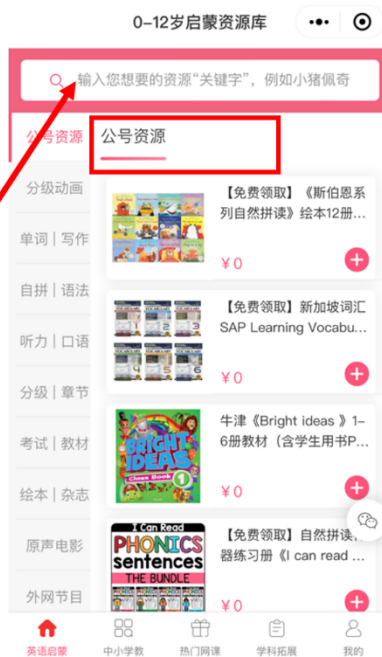 0-12岁启蒙资源库
输入您想要的资源“关键字”，例如小猪佩奇
公号资源
公号资源
分级动画
单词 | 写作
自拼 | 语法
听力 | 口语
分级 | 章节
考试 | 教材
绘本 | 杂志
原声电影
外网节目
【免费领取】《斯伯恩系
列自然拼读》绘本12册...
¥0
【免费领取】新加坡词汇
SAP Learning Vocabu...
¥0
BRIGHT
IDEAS
Class Book 1
牛津《Bright ideas 》1-
6册教材（含学生用书P...
¥0
I Can Read
PHONICS
sentences
THE BUNDLE
【免费领取】自然拼读
器练习册《I can read ...
¥0
英语启蒙
中小学教
热门网课
学科拓展
我的